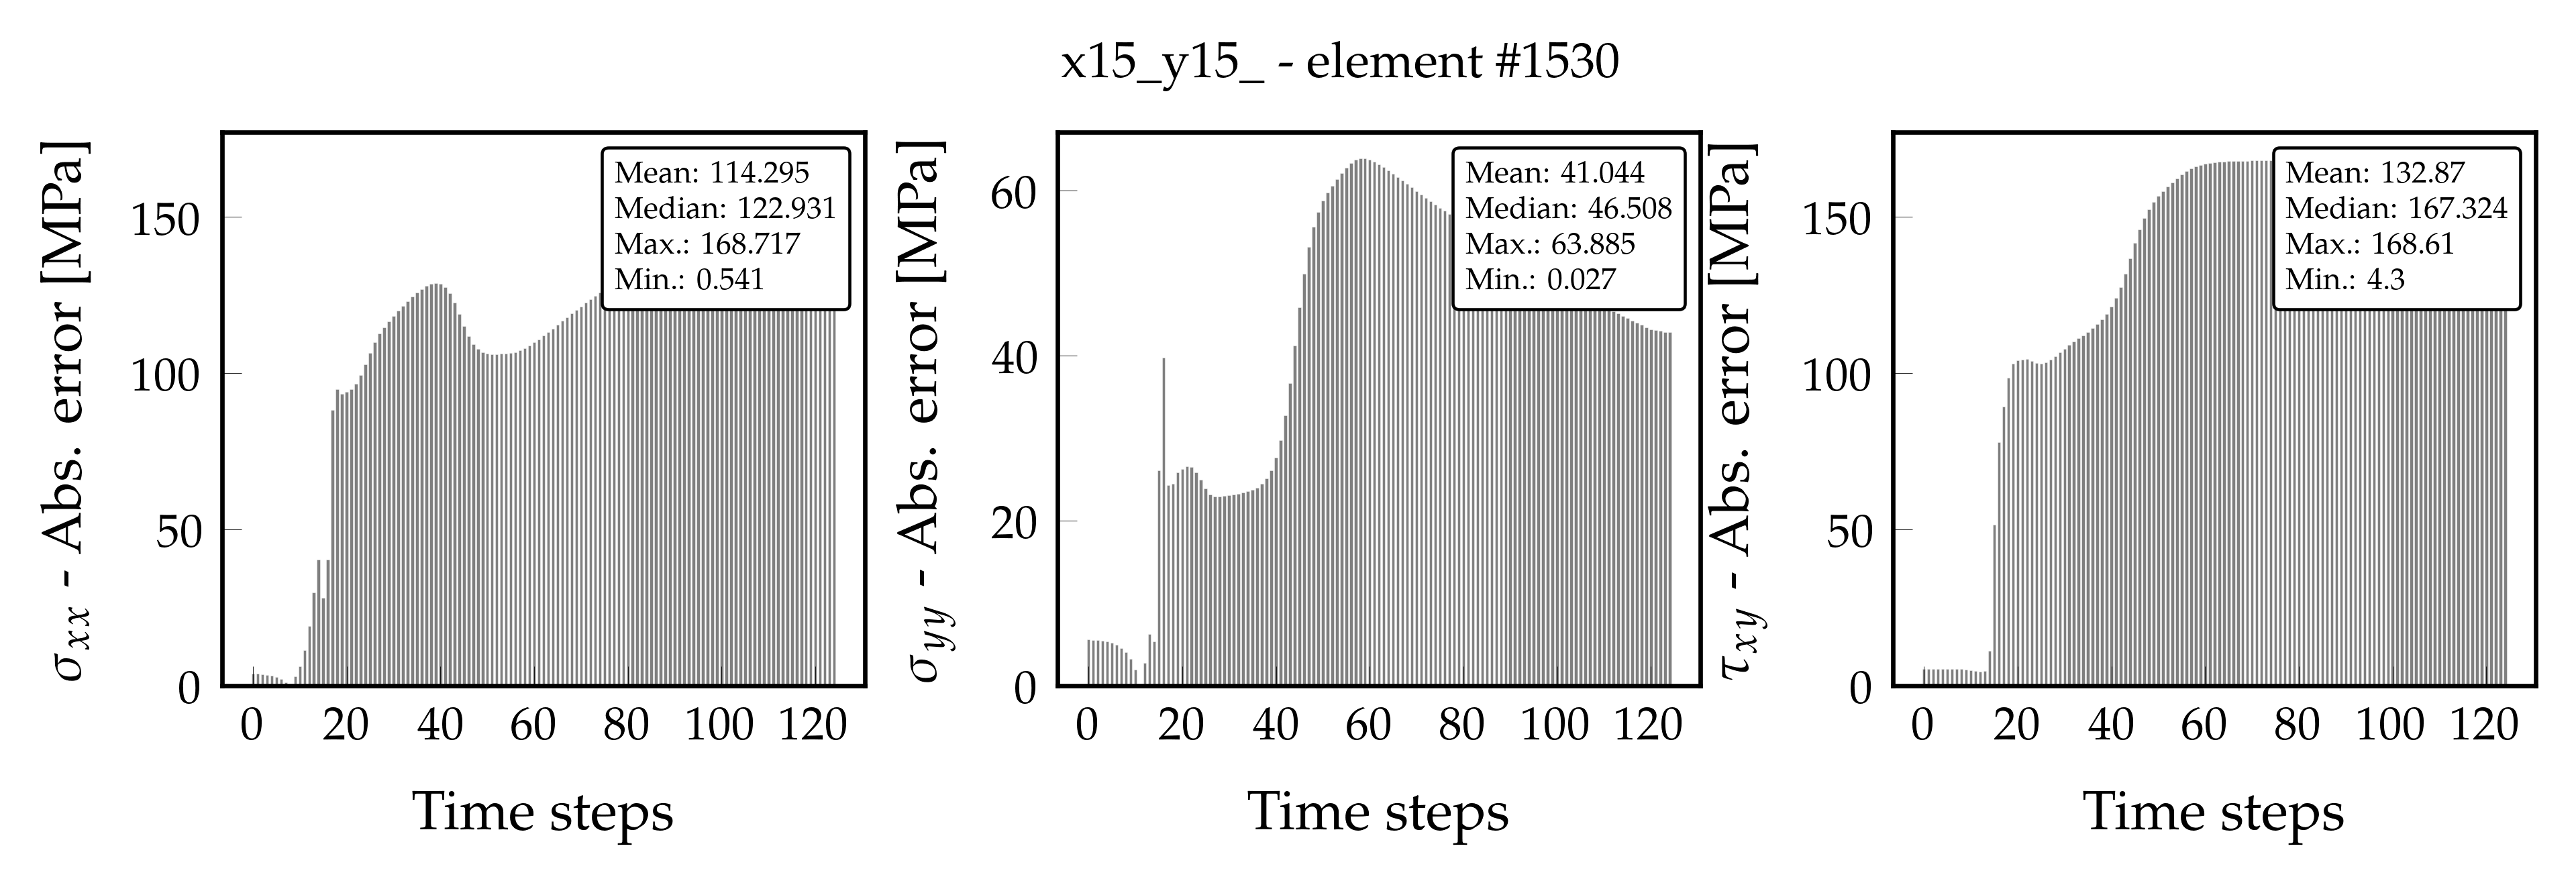 x15_y15_ - element #1530
σxx - Abs. error [MPa]
150
100
50
0
Mean: 114.295
Median: 122.931
Max.: 168.717
Min.: 0.541
0 20 40 60 80 100 120
Time steps
σyy - Abs. error [MPa]
60
40
20
0
Mean: 41.044
Median: 46.508
Max.: 63.885
Min.: 0.027
0 20 40 60 80 100 120
Time steps
τxy - Abs. error [MPa]
150
100
50
0
Mean: 132.87
Median: 167.324
Max.: 168.61
Min.: 4.3
0 20 40 60 80 100 120
Time steps